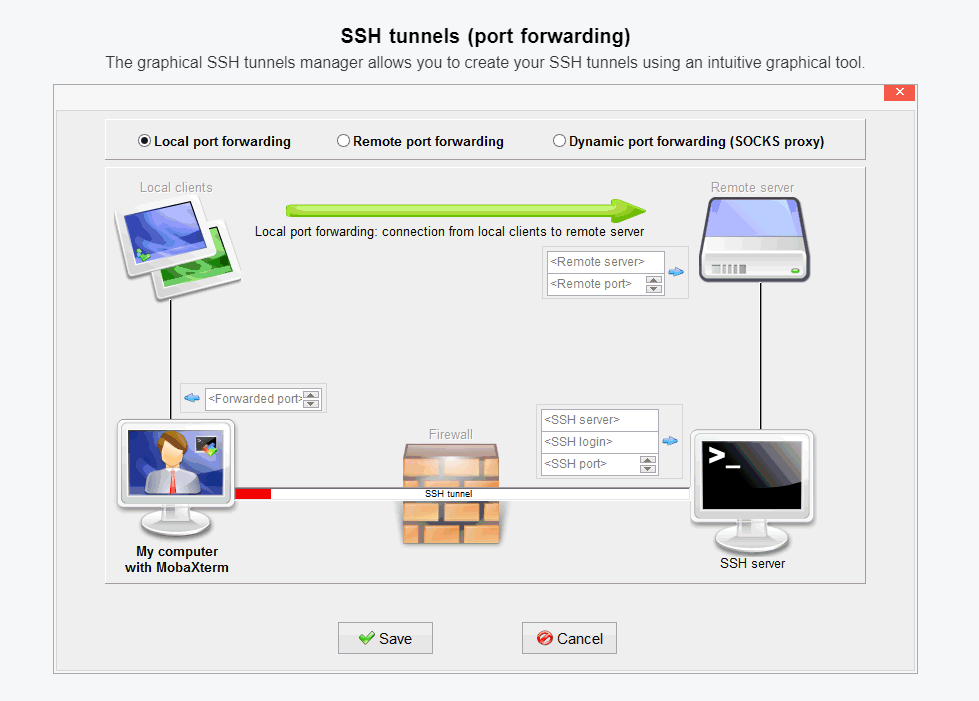 SSH tunnels (port forwarding)
The graphical SSH tunnels manager allows you to create your SSH tunnels using an intuitive graphical tool.
Local port forwarding
Remote port forwarding
Dynamic port forwarding (SOCKS proxy)
Local clients
Remote server
Local port forwarding: connection from local clients to remote server
<Remote server>
<Remote port>
<Forwarded port>
Firewall
<SSH server>
<SSH login>
<SSH port>
SSH tunnel
My computer
with MobaXterm
SSH server
Save
Cancel